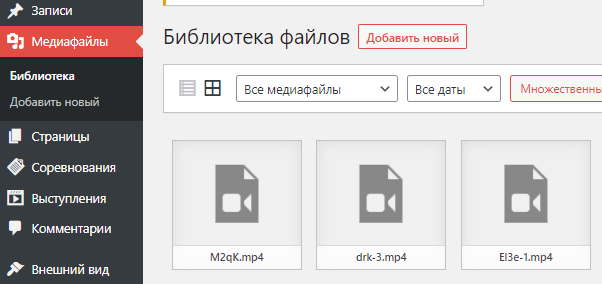 Записи
Медиафайлы
Библиотека
Добавить новый
Страницы
Соревнования
Выступления
Комментарии
Внешний вид
Библиотека файлов
Добавить новый
Все медиафайлы
Все даты
Множественны
M2qK.mp4
drk-3.mp4
El3e-1.mp4